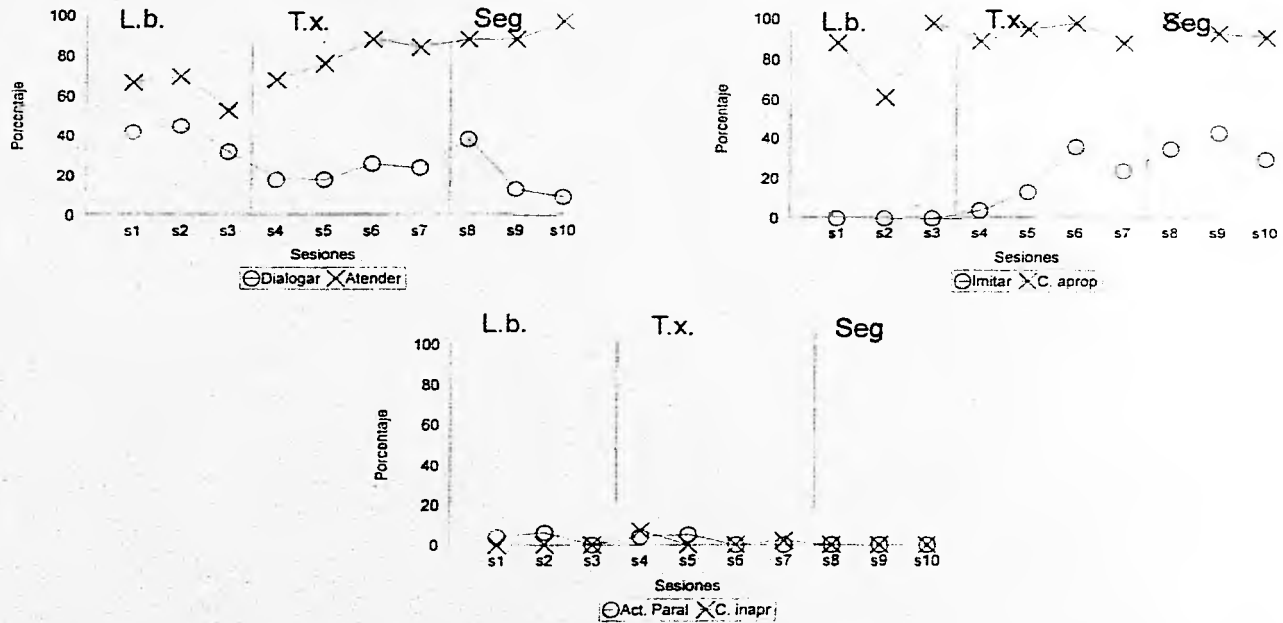 L.b. T.x. Seg
100
80
60
40
20
0
Porcentaje
s1 s2 s3 s4 s5 s6 s7 s8 s9 s10
Sesiones
Dialogar Atender
L.b. T.x. Seg
100
80
60
40
20
0
Porcentaje
s1 s2 s3 s4 s5 s6 s7 s8 s9 s10
Sesiones
Imitar C. aprop
L.b. T.x. Seg
100
80
60
40
20
0
Porcentaje
s1 s2 s3 s4 s5 s6 s7 s8 s9 s10
Sesiones
Act. Paral C. inapr